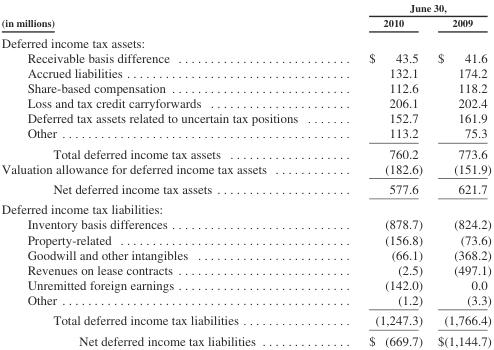 June 30,
(in millions) 2010 2009
Deferred income tax assets:
Receivable basis difference . . . . . . . . . . . . . . . . . . . . . . . . . . . $ 43.5 $ 41.6
Accrued liabilities . . . . . . . . . . . . . . . . . . . . . . . . . . . . . . . . . . . 132.1 174.2
Share-based compensation . . . . . . . . . . . . . . . . . . . . . . . . . . . . 112.6 118.2
Loss and tax credit carryforwards . . . . . . . . . . . . . . . . . . . . . . 206.1 202.4
Deferred tax assets related to uncertain tax positions . . . . . . . 152.7 161.9
Other . . . . . . . . . . . . . . . . . . . . . . . . . . . . . . . . . . . . . . . . . . . . . 113.2 75.3
Total deferred income tax assets . . . . . . . . . . . . . . . . . . . 760.2 773.6
Valuation allowance for deferred income tax assets . . . . . . . . . . . . (182.6) (151.9)
Net deferred income tax assets . . . . . . . . . . . . . . . . . . . . . 577.6 621.7
Deferred income tax liabilities:
Inventory basis differences . . . . . . . . . . . . . . . . . . . . . . . . . . . . (878.7) (824.2)
Property-related . . . . . . . . . . . . . . . . . . . . . . . . . . . . . . . . . . . . (156.8) (73.6)
Goodwill and other intangibles . . . . . . . . . . . . . . . . . . . . . . . . (66.1) (368.2)
Revenues on lease contracts . . . . . . . . . . . . . . . . . . . . . . . . . . . (2.5) (497.1)
Unremitted foreign earnings . . . . . . . . . . . . . . . . . . . . . . . . . . . (142.0) 0.0
Other . . . . . . . . . . . . . . . . . . . . . . . . . . . . . . . . . . . . . . . . . . . . . (1.2) (3.3)
Total deferred income tax liabilities . . . . . . . . . . . . . . . . . (1,247.3) (1,766.4)
Net deferred income tax liabilities . . . . . . . . . . . . . . $ (669.7) $(1,144.7)